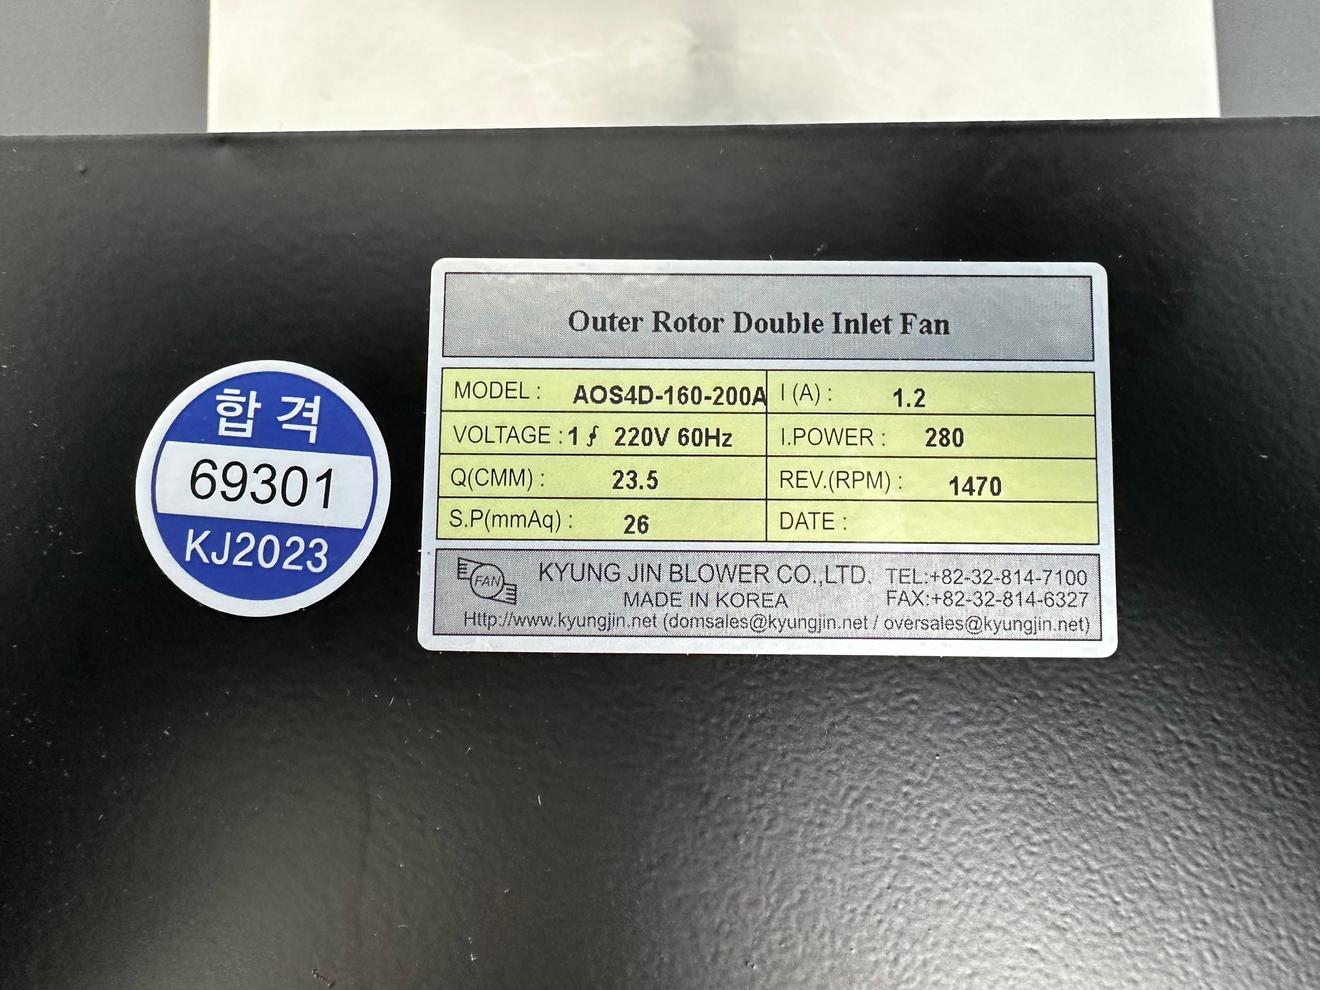 합격
69301
KJ2023
Outer Rotor Double Inlet Fan
MODEL : AOS4D-160-200A I (A) : 1.2
VOLTAGE : 1 ∮ 220V 60Hz I.POWER : 280
Q(CMM) : 23.5 REV.(RPM) : 1470
S.P(mmAq) : 26 DATE :
FAN
KYUNG JIN BLOWER CO.,LTD. TEL:+82-32-814-7100
MADE IN KOREA FAX:+82-32-814-6327
Http://www.kyungjin.net (domsales@kyungjin.net / oversales@kyungjin.net)